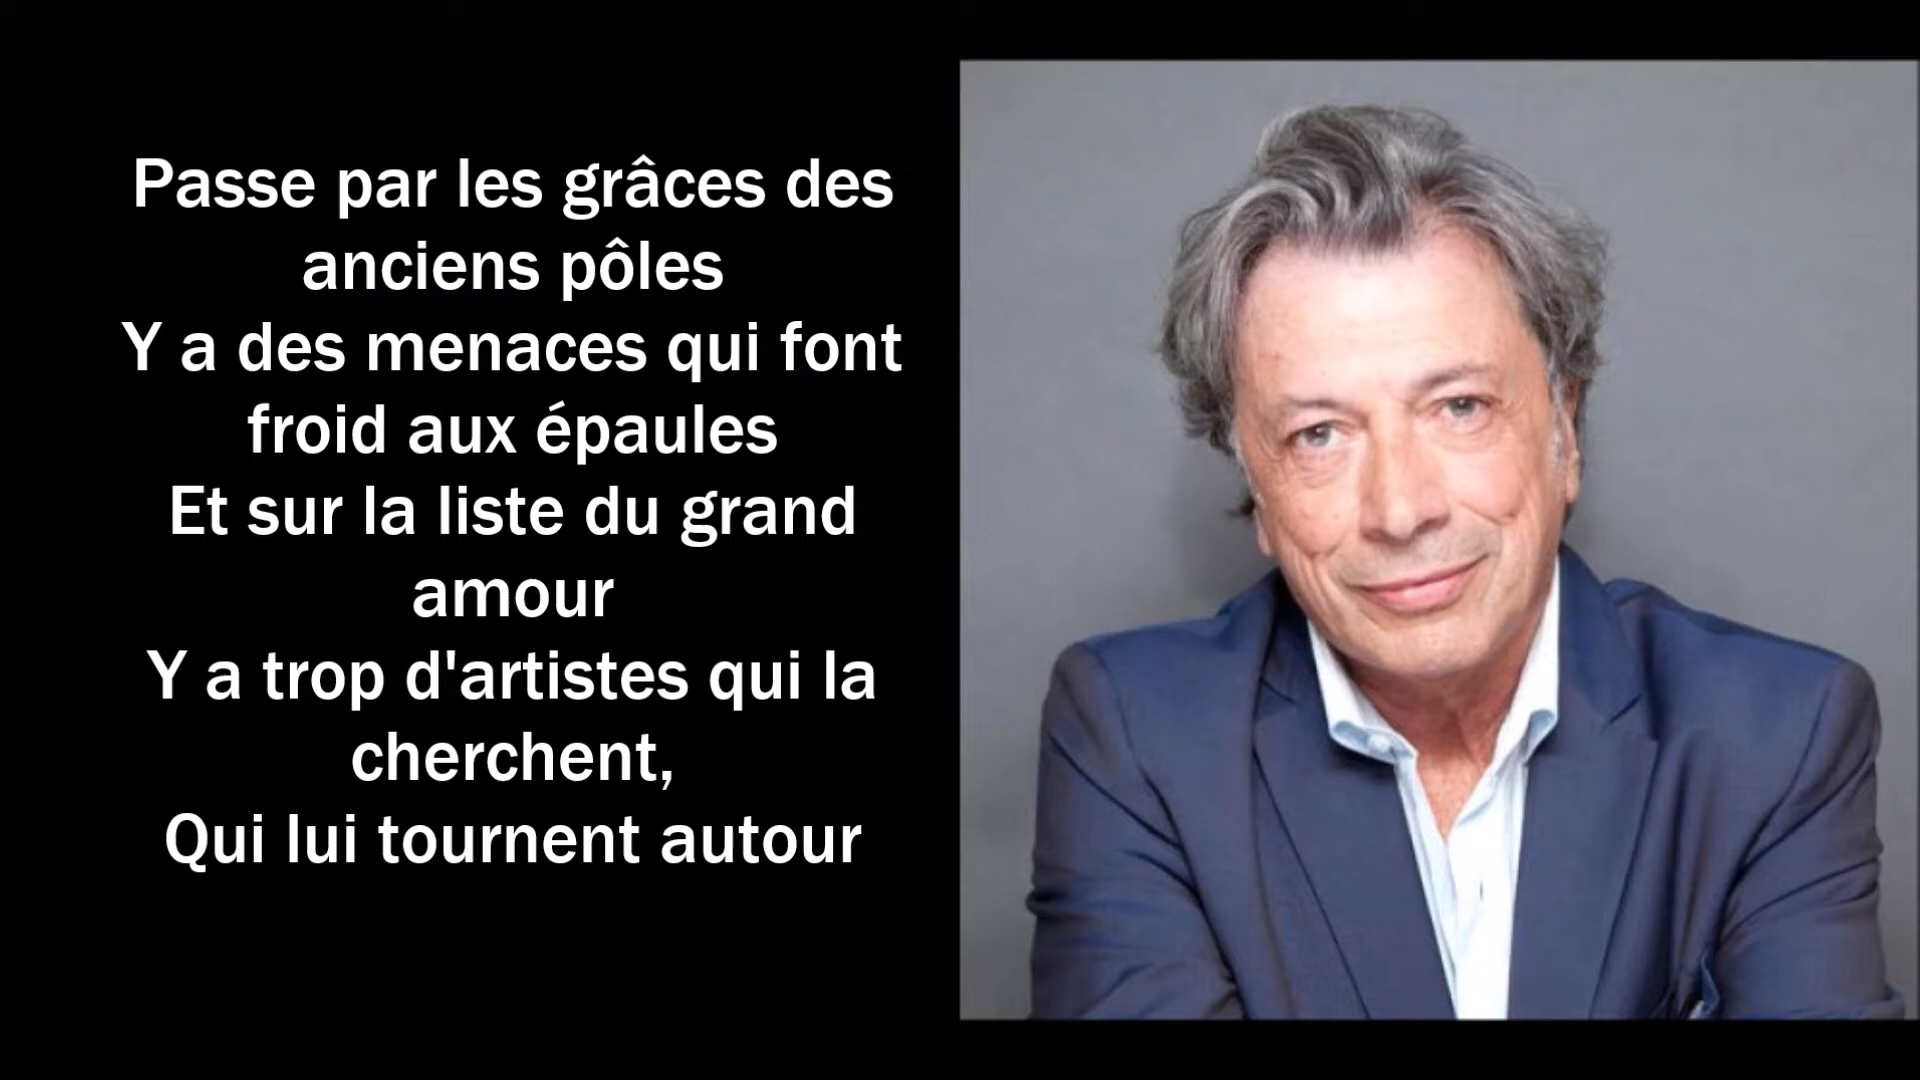 Passe par les grâces des
anciens pôles
Y a des menaces qui font
froid aux épaules
Et sur la liste du grand
amour
Y a trop d'artistes qui la
cherchent,
Qui lui tournent autour